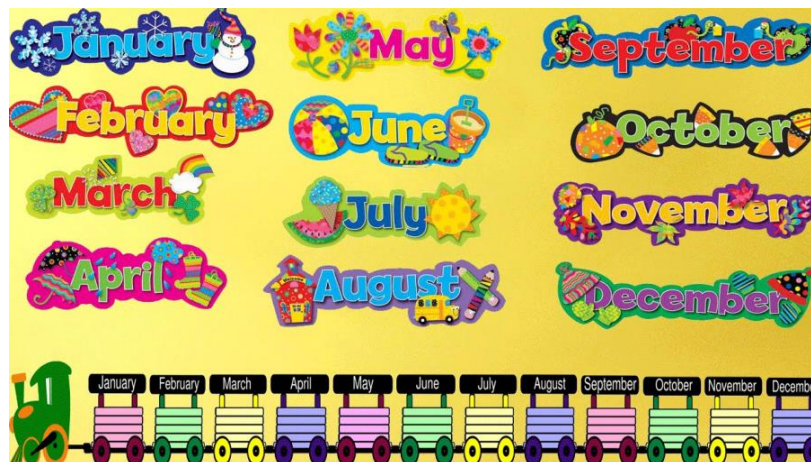 January
February
March
April
May
June
July
August
September
October
November
December
January February March April May June July August September October November Decembe